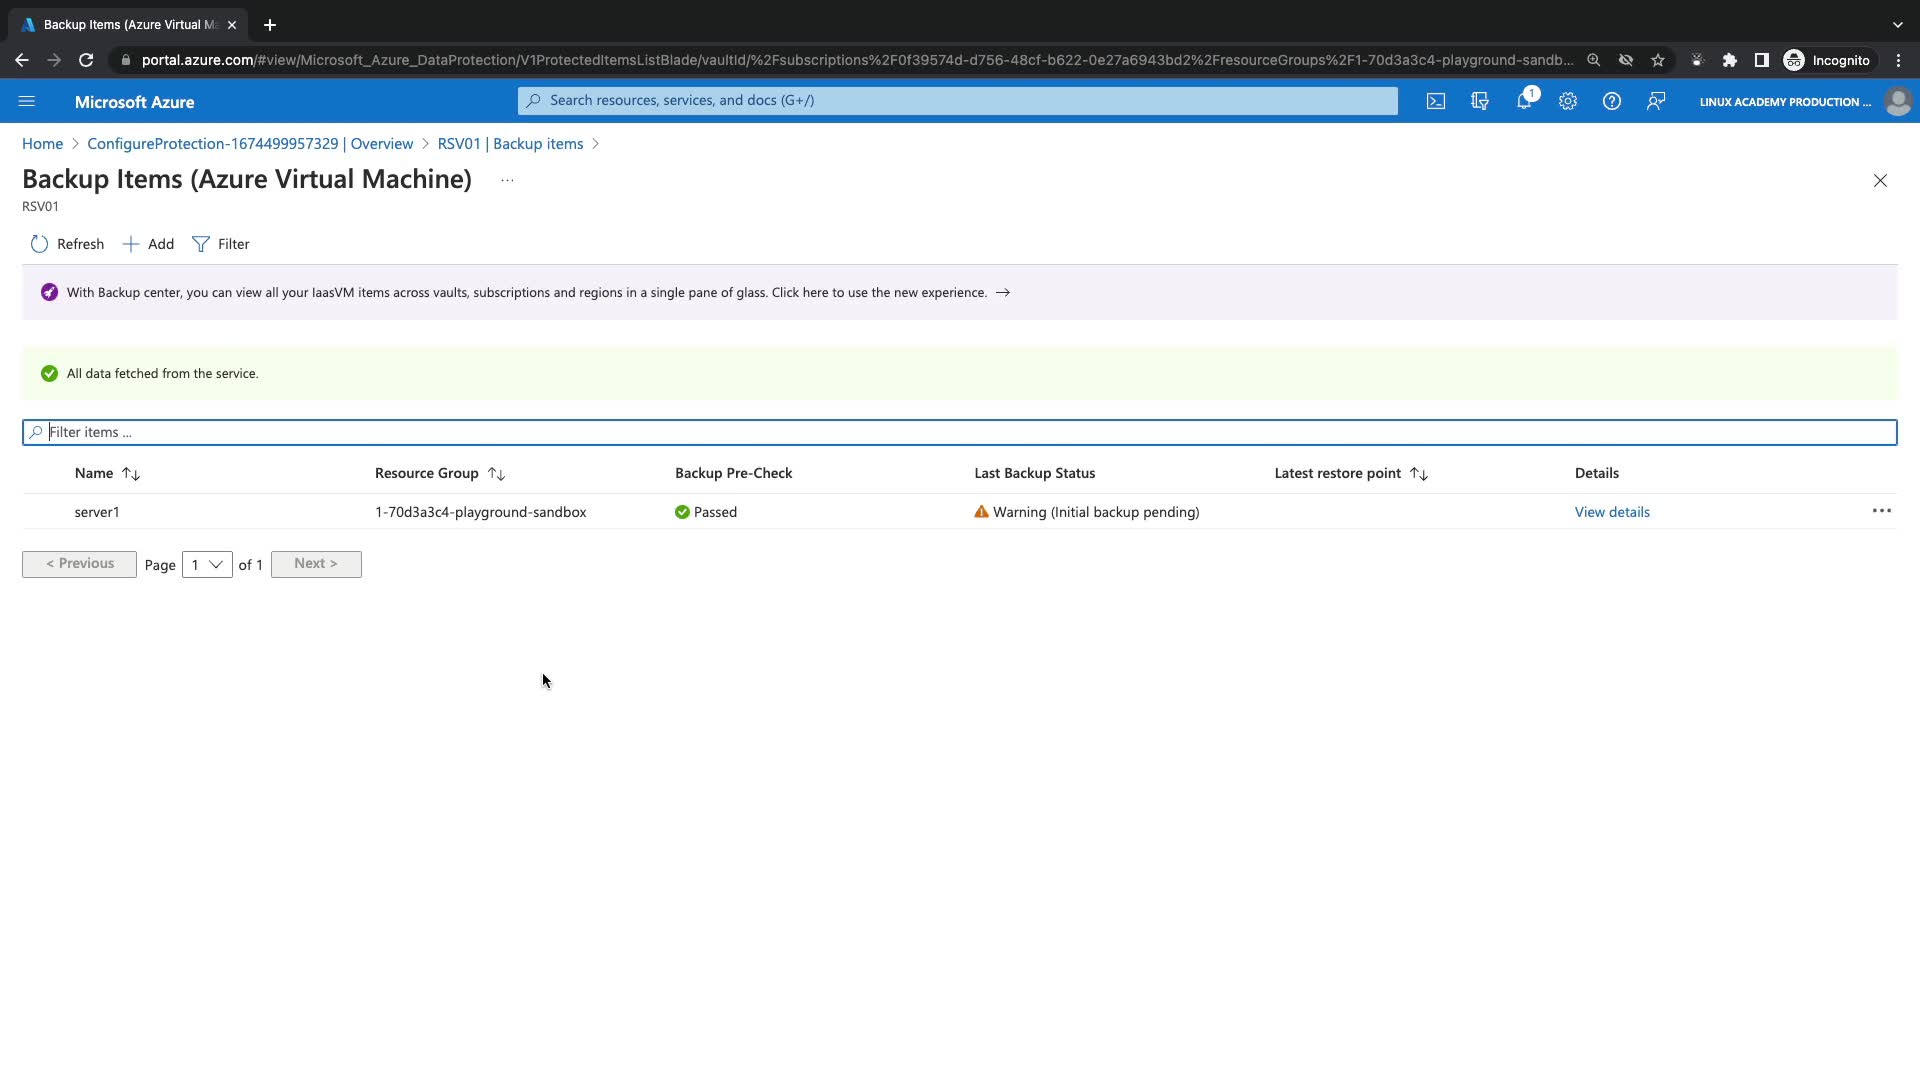 Backup Items (Azure Virtual Ma
portal.azure.com/#view/Microsoft_Azure_DataProtection/V1ProtectedItemsListBlade/vaultId/%2Fsubscriptions%2F0f39574d-d756-48cf-b622-0e27a6943bd2%2FresourceGroups%2F1-70d3a3c4-playground-sandb...
Incognito
Microsoft Azure
Search resources, services, and docs (G+/)
1
LINUX ACADEMY PRODUCTION ...
Home > ConfigureProtection-1674499957329 | Overview > RSV01 | Backup items >
Backup Items (Azure Virtual Machine) ...
RSV01
Refresh
Add
Filter
With Backup center, you can view all your IaasVM items across vaults, subscriptions and regions in a single pane of glass. Click here to use the new experience. →
All data fetched from the service.
Filter items ...
Name ↑↓ Resource Group ↑↓ Backup Pre-Check Last Backup Status Latest restore point ↑↓ Details
server1 1-70d3a3c4-playground-sandbox Passed Warning (Initial backup pending) View details ...
< Previous Page 1 of 1 Next >